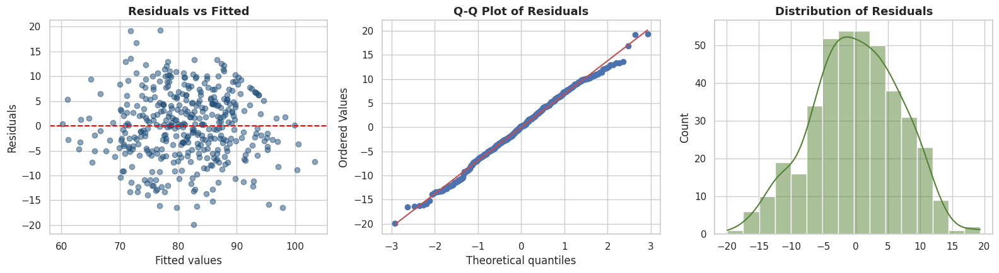 Residuals vs Fitted
Residuals
20
15
10
5
0
−5
−10
−15
−20
60 70 80 90 100
Fitted values
Q-Q Plot of Residuals
Ordered Values
20
15
10
5
0
−5
−10
−15
−20
−3 −2 −1 0 1 2 3
Theoretical quantiles
Distribution of Residuals
Count
50
40
30
20
10
0
−20 −15 −10 −5 0 5 10 15 20